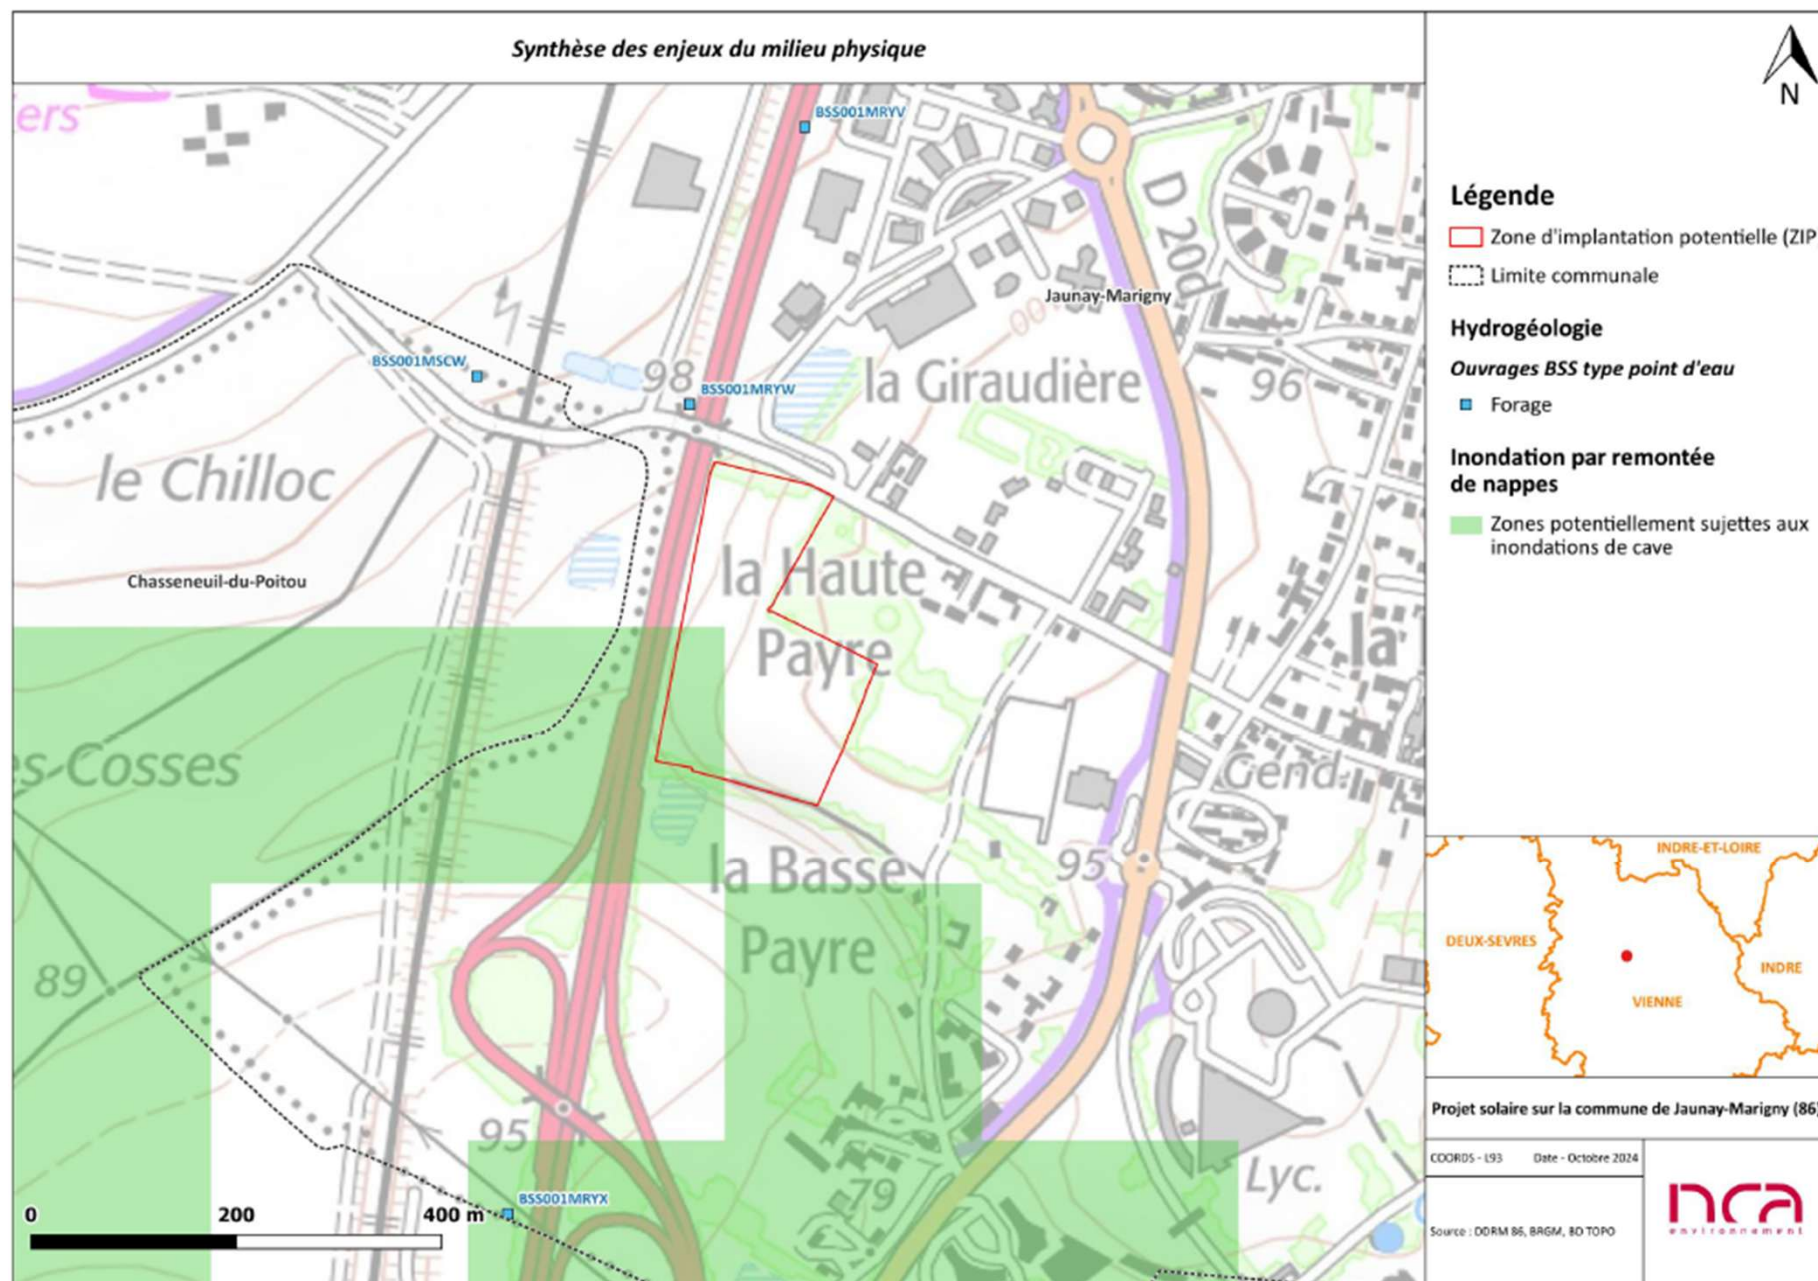 Synthèse des enjeux du milieu physique
N
ers
BSS001MRYV
D 20d
Jaunay-Marigny
001
BSS001MSCW
98
BSS001MRYW
la Giraudière
96
le Chilloc
la Haute
Payre
Chasseneuil-du-Poitou
la
es Cosses
Gend.
la Basse
Payre
95
89
95
79
Lyc.
BSS001MRYX
0 200 400 m
Légende
Zone d'implantation potentielle (ZIP
Limite communale
Hydrogéologie
Ouvrages BSS type point d'eau
Forage
Inondation par remontée
de nappes
Zones potentiellement sujettes aux
inondations de cave
INDRE-ET-LOIRE
DEUX-SEVRES
INDRE
VIENNE
Projet solaire sur la commune de Jaunay-Marigny (86)
COORDS - L93 Date - Octobre 2024
Source : DDRM 86, BRGM, BD TOPO
nca
environnement